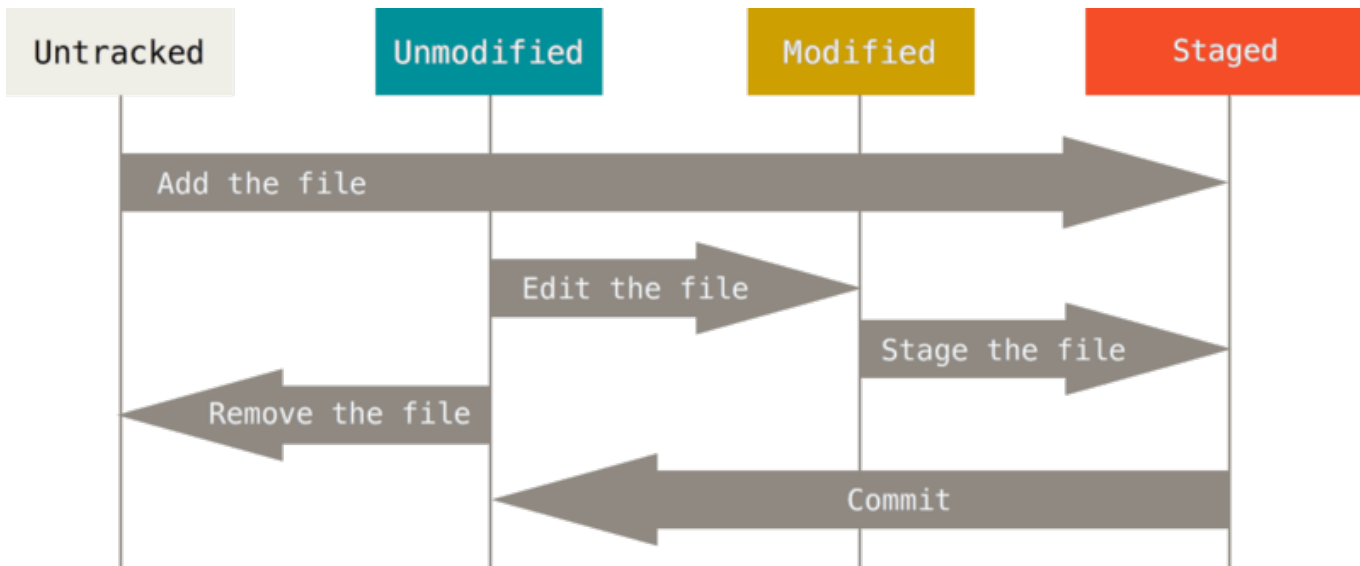 Untracked
Unmodified
Modified
Staged
Add the file
Edit the file
Stage the file
Remove the file
Commit